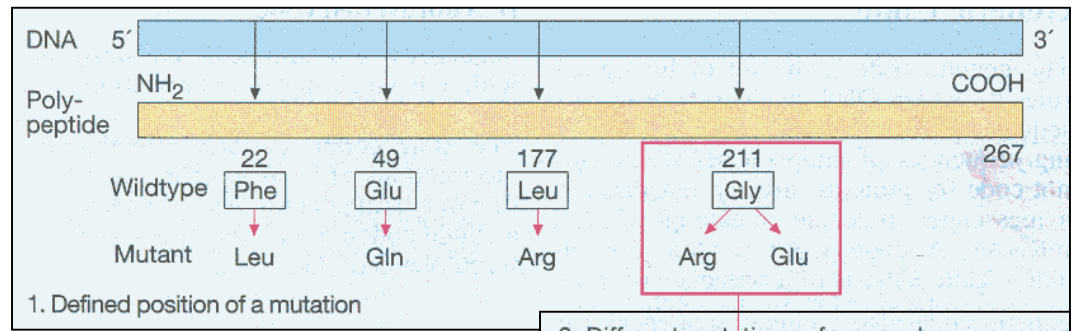 DNA 5´ 3´
NH2 COOH
Poly-
peptide
22 49 177 211 267
Wildtype Phe Glu Leu Gly
Mutant Leu Gln Arg Arg Glu
1. Defined position of a mutation